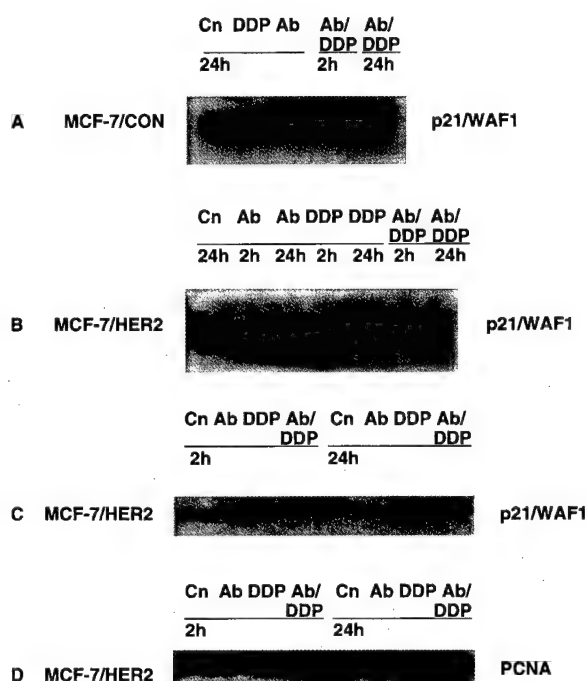 Cn DDP Ab Ab/ Ab/
DDP DDP
24h 2h 24h
A MCF-7/CON p21/WAF1
Cn Ab Ab DDP DDP Ab/ Ab/
DDP DDP
24h 2h 24h 2h 24h 2h 24h
B MCF-7/HER2 p21/WAF1
Cn Ab DDP Ab/ Cn Ab DDP Ab/
DDP DDP
2h 24h
C MCF-7/HER2 p21/WAF1
Cn Ab DDP Ab/ Cn Ab DDP Ab/
DDP DDP
2h 24h
D MCF-7/HER2 PCNA